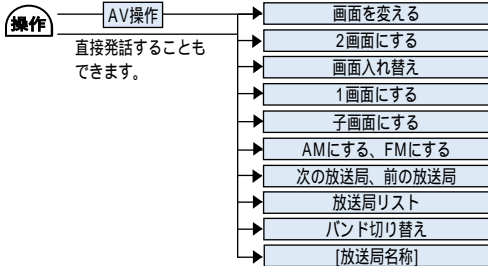 操作
AV操作
直接発話することも
できます。
画面を変える
2画面にする
画面入れ替え
1画面にする
子画面にする
AMにする、FMにする
次の放送局、前の放送局
放送局リスト
バンド切り替え
[放送局名称]